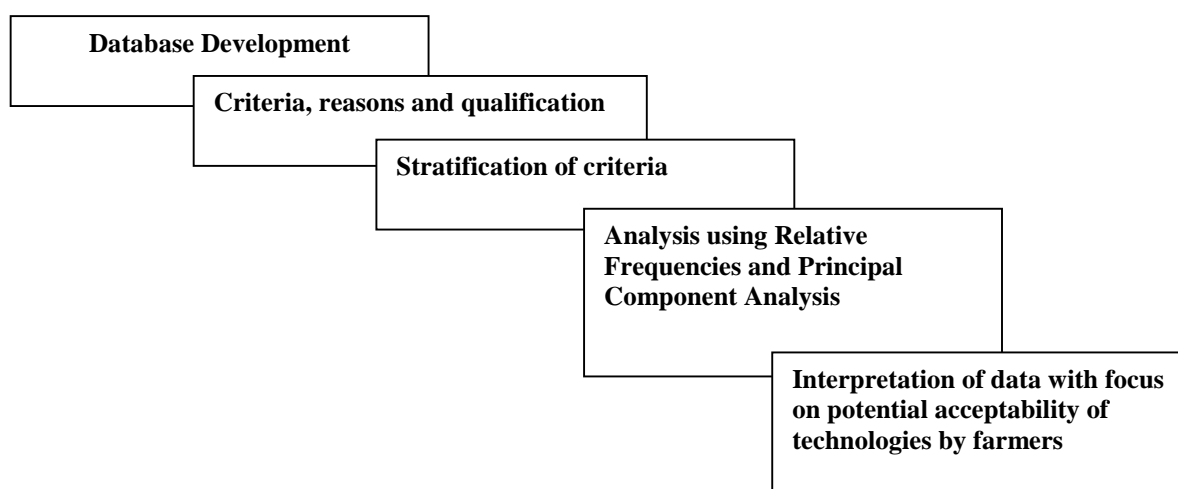 Database Development
Criteria, reasons and qualification
Stratification of criteria
Analysis using Relative
Frequencies and Principal
Component Analysis
Interpretation of data with focus
on potential acceptability of
technologies by farmers